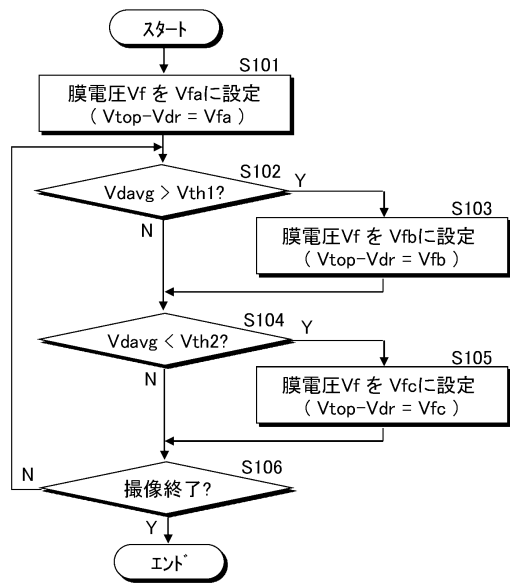 スタート
S101
膜電圧Vf を Vfaに設定
( Vtop-Vdr = Vfa )
S102
Vdavg > Vth1?
Y
N
S103
膜電圧Vf を Vfbに設定
( Vtop-Vdr = Vfb )
S104
Vdavg < Vth2?
Y
N
S105
膜電圧Vf を Vfcに設定
( Vtop-Vdr = Vfc )
S106
撮像終了?
N
Y
エンド